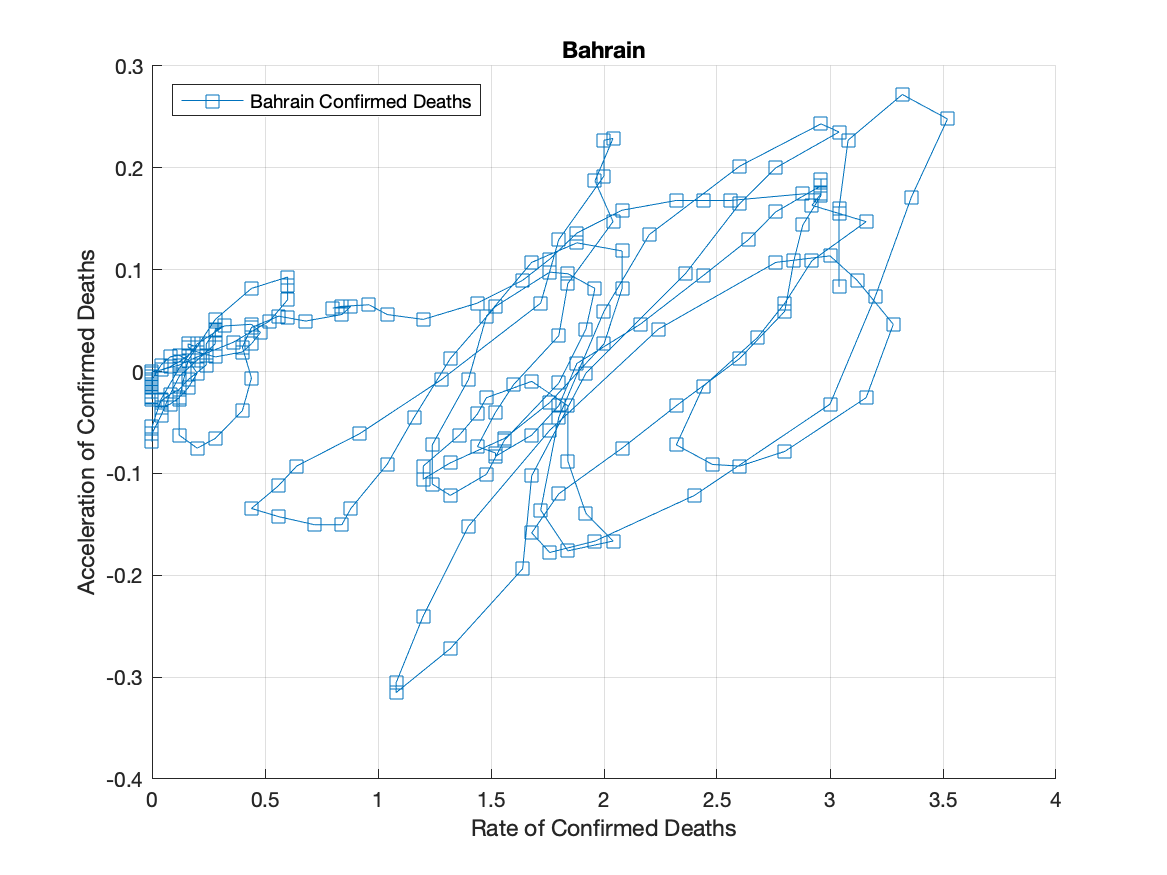 Bahrain
0.3
Bahrain Confirmed Deaths
0.2
0.1
0
-0.1
-0.2
-0.3
-0.4
Acceleration of Confirmed Deaths
0 0.5 1 1.5 2 2.5 3 3.5 4
Rate of Confirmed Deaths